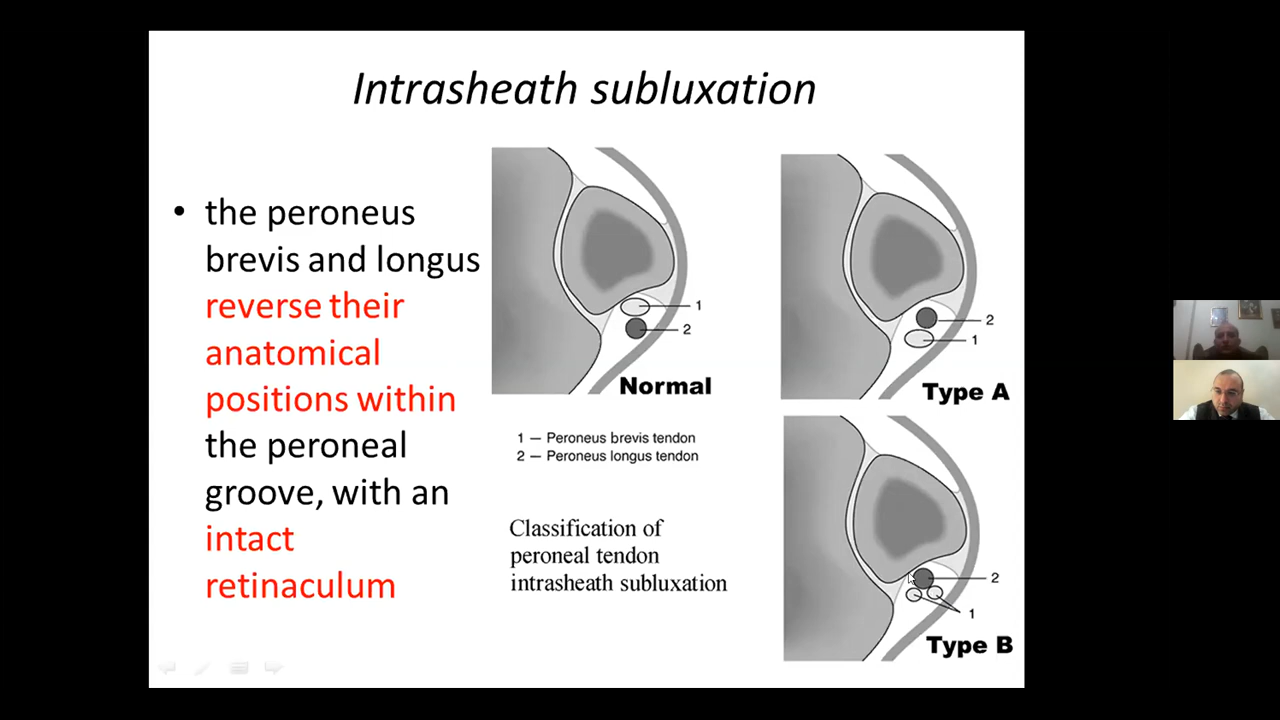 Intrasheath subluxation
• the peroneus
brevis and longus
reverse their
anatomical
positions within
the peroneal
groove, with an
intact
retinaculum
1
2
Normal
2
1
Type A
1 — Peroneus brevis tendon
2 — Peroneus longus tendon
Classification of
peroneal tendon
intrasheath subluxation
2
1
Type B